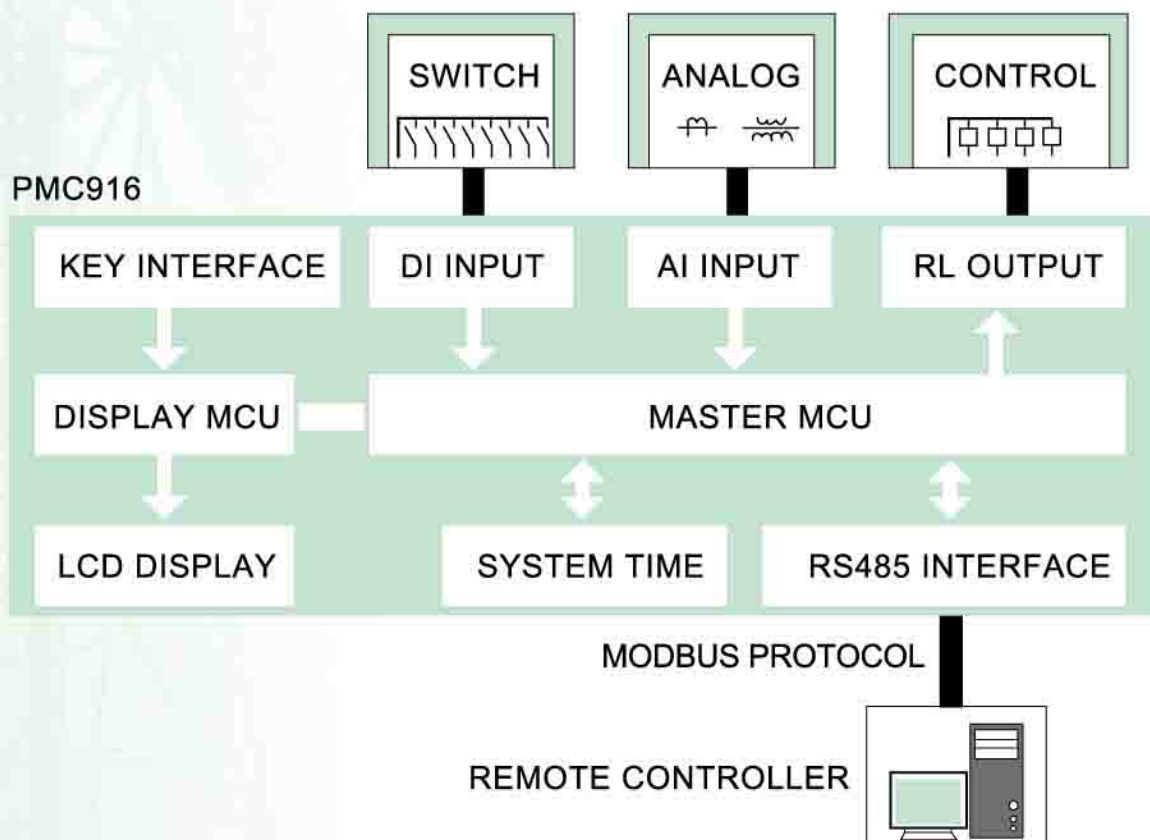 SWITCH
ANALOG
CONTROL
PMC916
KEY INTERFACE
DI INPUT
AI INPUT
RL OUTPUT
DISPLAY MCU
MASTER MCU
LCD DISPLAY
SYSTEM TIME
RS485 INTERFACE
MODBUS PROTOCOL
REMOTE CONTROLLER